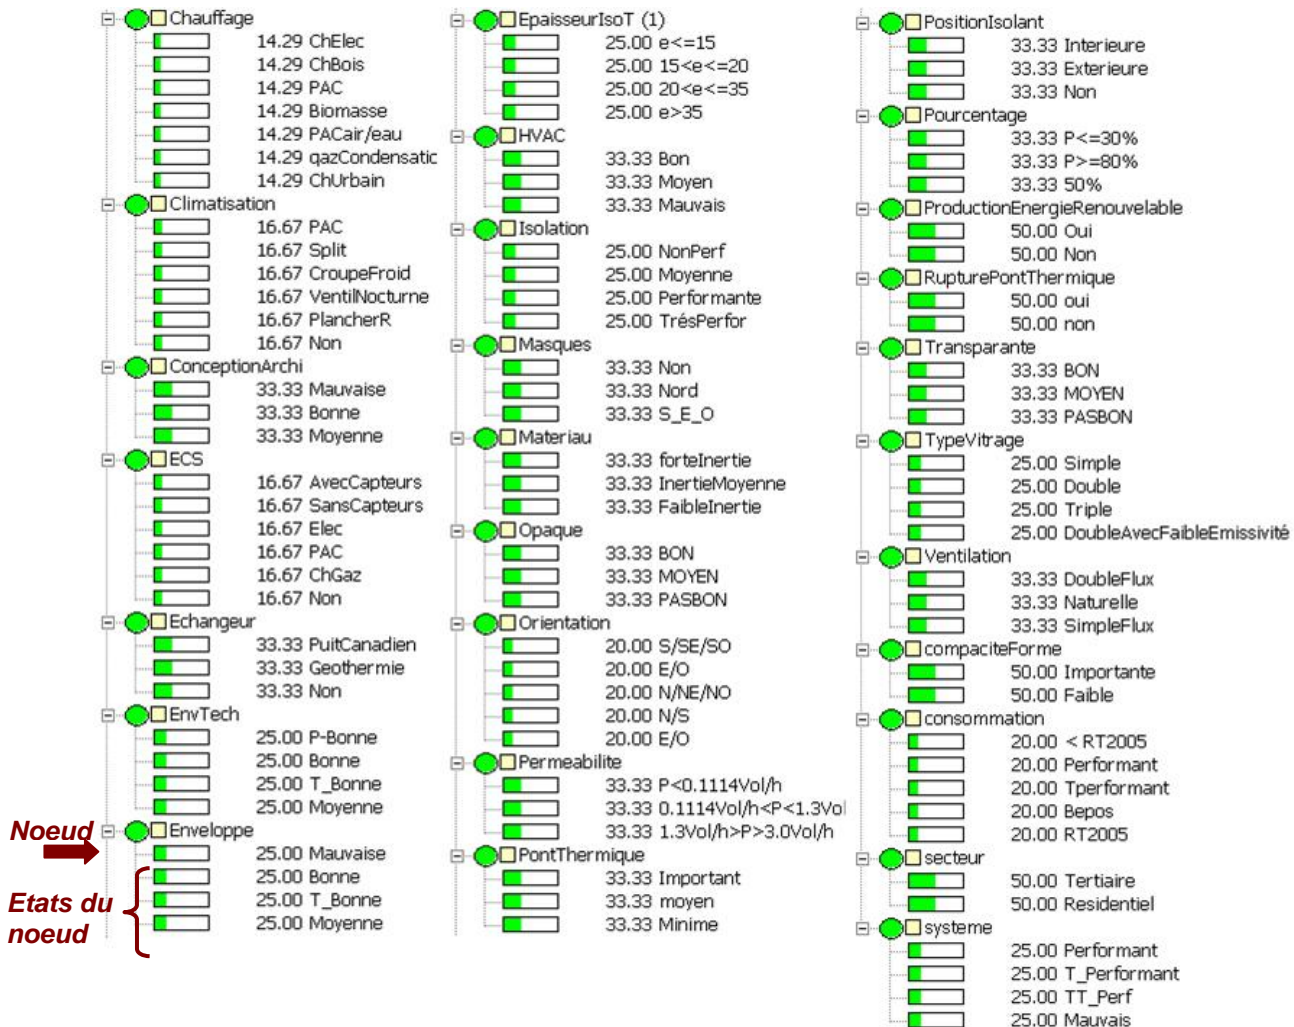 Chauffage
14.29 ChElec
14.29 ChBois
14.29 PAC
14.29 Biomasse
14.29 PACair/eau
14.29 qazCondensatic
14.29 ChUrbain
Climatisation
16.67 PAC
16.67 Split
16.67 CroupeFroid
16.67 VentilNocturne
16.67 PlancherR
16.67 Non
ConceptionArchi
33.33 Mauvaise
33.33 Bonne
33.33 Moyenne
ECS
16.67 AvecCapteurs
16.67 SansCapteurs
16.67 Elec
16.67 PAC
16.67 ChGaz
16.67 Non
Echangeur
33.33 PuitCanadien
33.33 Geothermie
33.33 Non
EnvTech
25.00 P-Bonne
25.00 Bonne
25.00 T_Bonne
25.00 Moyenne
Noeud
Enveloppe
25.00 Mauvaise
25.00 Bonne
25.00 T_Bonne
25.00 Moyenne
Etats du
noeud
EpaisseurIsoT (1)
25.00 e<=15
25.00 15<e<=20
25.00 20<e<=35
25.00 e>35
HVAC
33.33 Bon
33.33 Moyen
33.33 Mauvais
Isolation
25.00 NonPerf
25.00 Moyenne
25.00 Performante
25.00 TrésPerfor
Masques
33.33 Non
33.33 Nord
33.33 S_E_O
Materiau
33.33 forteInertie
33.33 InertieMoyenne
33.33 FaibleInertie
Opaque
33.33 BON
33.33 MOYEN
33.33 PASBON
Orientation
20.00 S/SE/SO
20.00 E/O
20.00 N/NE/NO
20.00 N/S
20.00 E/O
Permeabilite
33.33 P<0.1114Vol/h
33.33 0.1114Vol/h<P<1.3Vol
33.33 1.3Vol/h>P>3.0Vol/h
PontThermique
33.33 Important
33.33 moyen
33.33 Minime
PositionIsolant
33.33 Interieure
33.33 Exterieure
33.33 Non
Pourcentage
33.33 P<=30%
33.33 P>=80%
33.33 50%
ProductionEnergieRenouvelable
50.00 Oui
50.00 Non
RupturePontThermique
50.00 oui
50.00 non
Transparante
33.33 BON
33.33 MOYEN
33.33 PASBON
TypeVitrage
25.00 Simple
25.00 Double
25.00 Triple
25.00 DoubleAvecFaibleEmissivité
Ventilation
33.33 DoubleFlux
33.33 Naturelle
33.33 SimpleFlux
compaciteForme
50.00 Importante
50.00 Faible
consommation
20.00 < RT2005
20.00 Performant
20.00 Tperformant
20.00 Bepos
20.00 RT2005
secteur
50.00 Tertiaire
50.00 Residentiel
systeme
25.00 Performant
25.00 T_Performant
25.00 TT_Perf
25.00 Mauvais